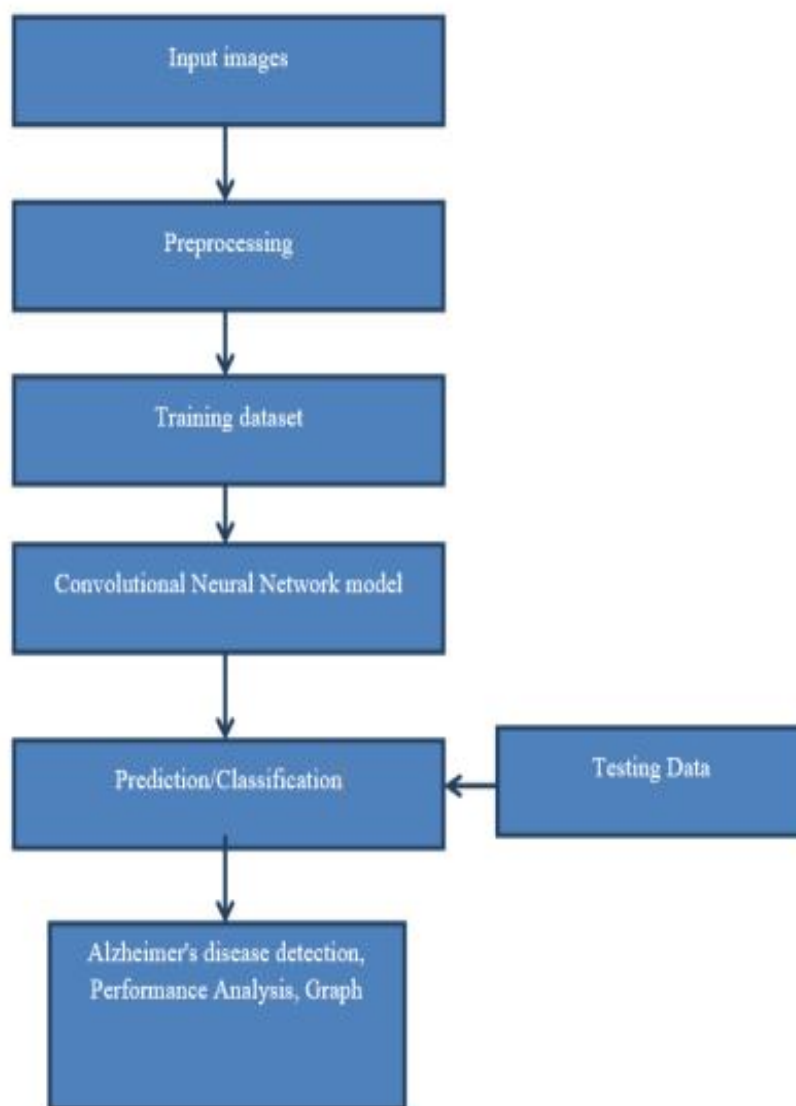 Input images
Preprocessing
Training dataset
Convolutional Neural Network model
Prediction/Classification
Testing Data
Alzheimer's disease detection,
Performance Analysis, Graph